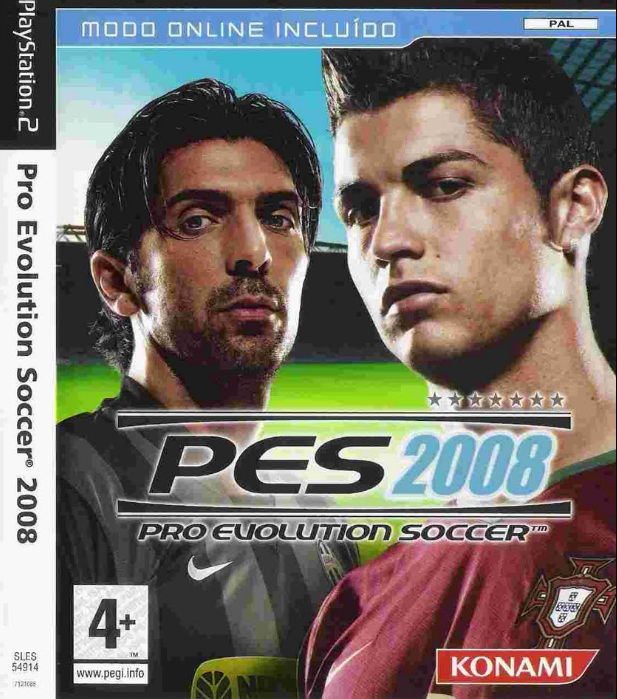 PlayStation.2
Pro Evolution Soccer® 2008
SLES
54914
MODO ONLINE INCLUÍDO
PAL
PES 2008
PRO EVOLUTION SOCCER™
4+
TM
www.pegi.info
KONAMI